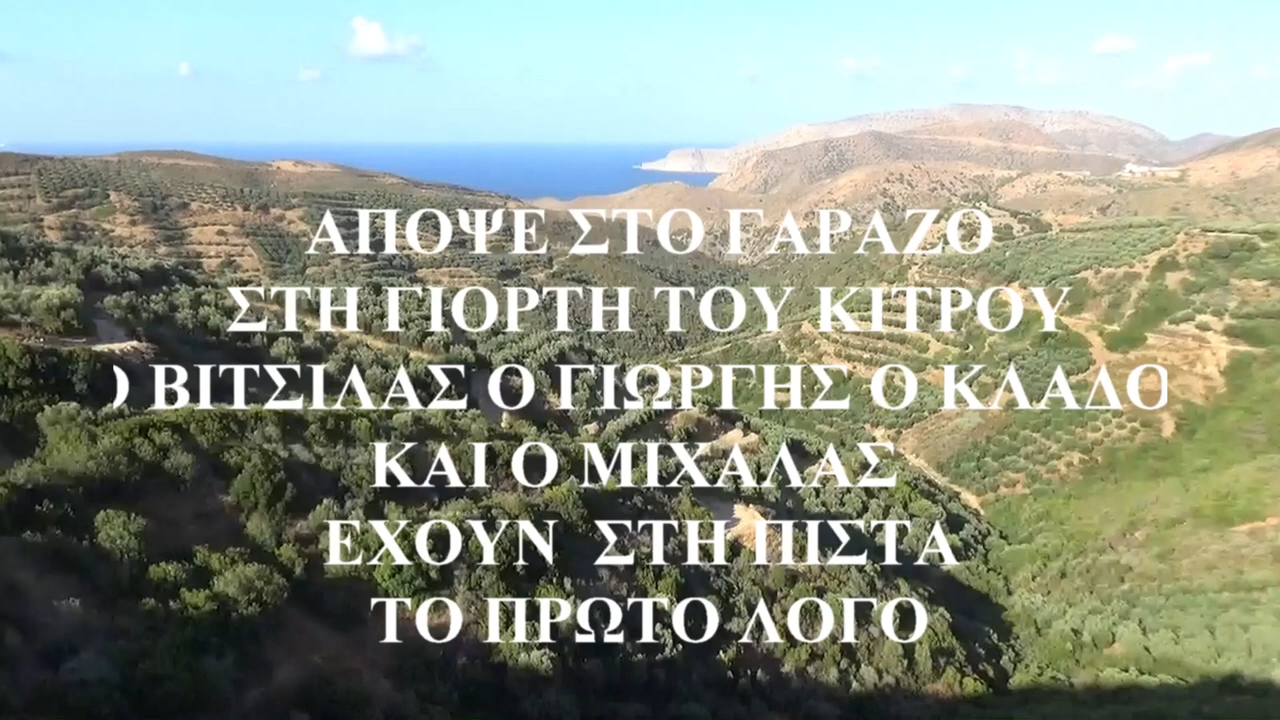 ΑΠΟΨΕ ΣΤΟ ΓΑΡΑΖΟ
ΣΤΗ ΓΙΟΡΤΗ ΤΟΥ ΚΙΤΡΟΥ
Ο ΒΙΤΣΙΛΑΣ Ο ΓΙΩΡΓΗΣ Ο ΚΛΑΔΟ
ΚΑΙ Ο ΜΙΧΑΛΑΣ
ΕΧΟΥΝ ΣΤΗ ΠΙΣΤΑ
ΤΟ ΠΡΩΤΟ ΛΟΓΟ